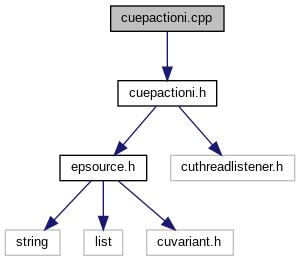 cuepactioni.cpp
cuepactioni.h
epsource.h
cuthreadlistener.h
string
list
cuvariant.h